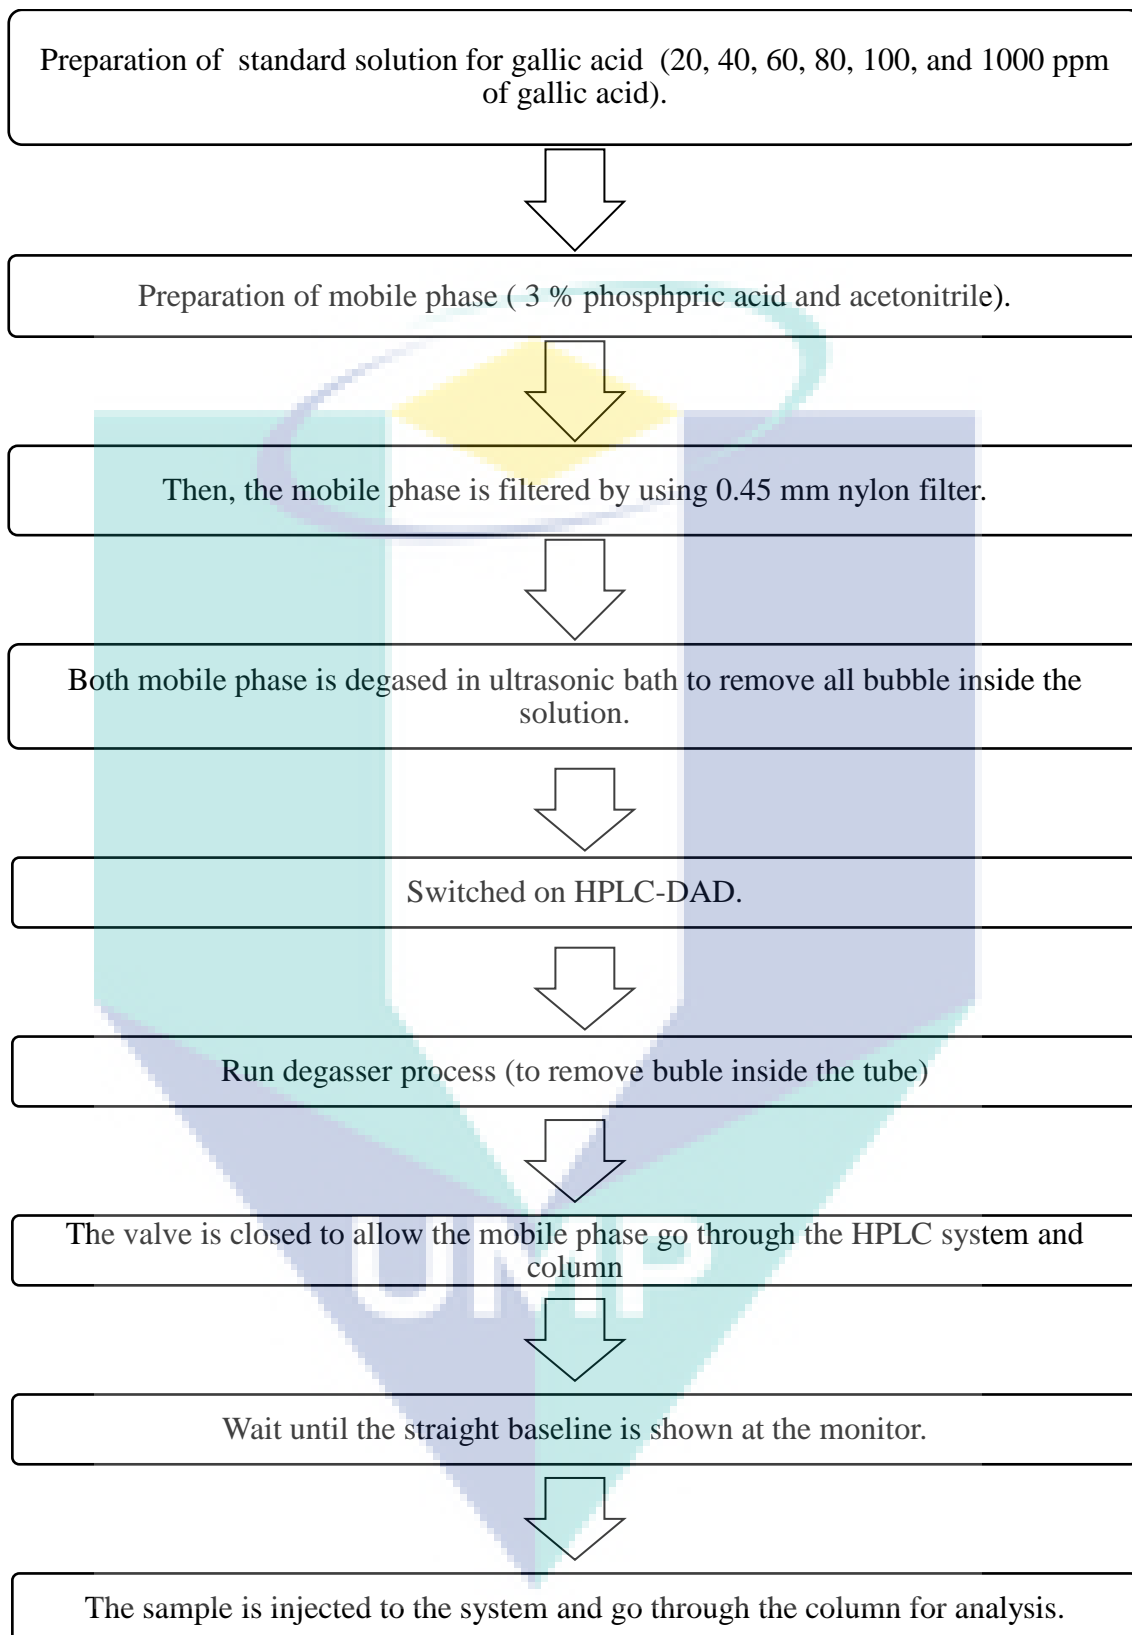 Preparation of standard solution for gallic acid (20, 40, 60, 80, 100, and 1000 ppm
of gallic acid).
Preparation of mobile phase ( 3 % phosphpric acid and acetonitrile).
Then, the mobile phase is filtered by using 0.45 mm nylon filter.
Both mobile phase is degased in ultrasonic bath to remove all bubble inside the
solution.
Switched on HPLC-DAD.
Run degasser process (to remove buble inside the tube)
The valve is closed to allow the mobile phase go through the HPLC system and
column
UMP
Wait until the straight baseline is shown at the monitor.
The sample is injected to the system and go through the column for analysis.